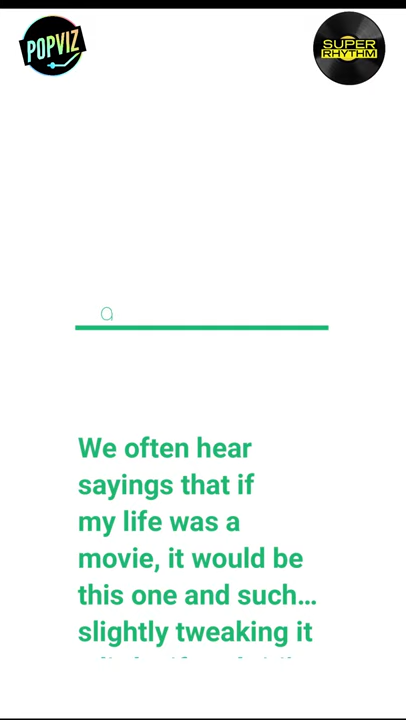 POPVIZ
SUPER
RHYTHM
a
We often hear
sayings that if
my life was a
movie, it would be
this one and such...
slightly tweaking it